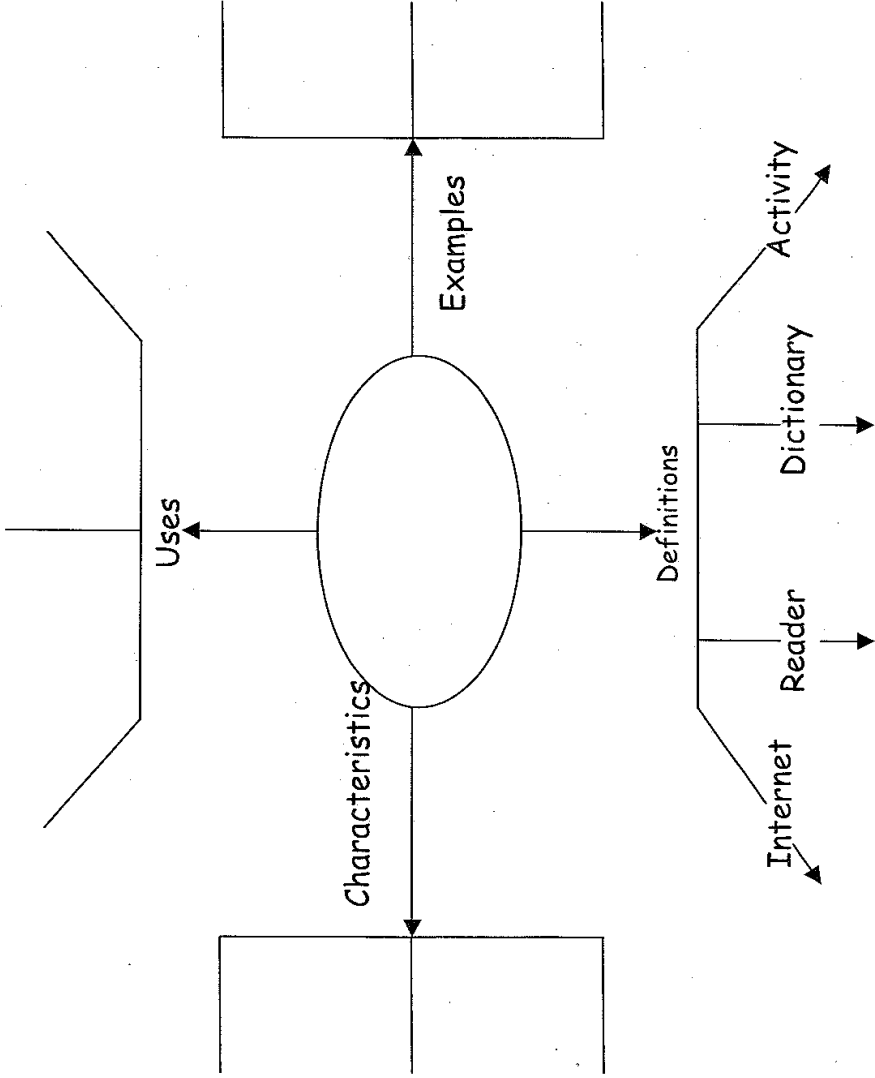 Uses
Characteristics
Examples
Definitions
Internet
Reader
Dictionary
Activity